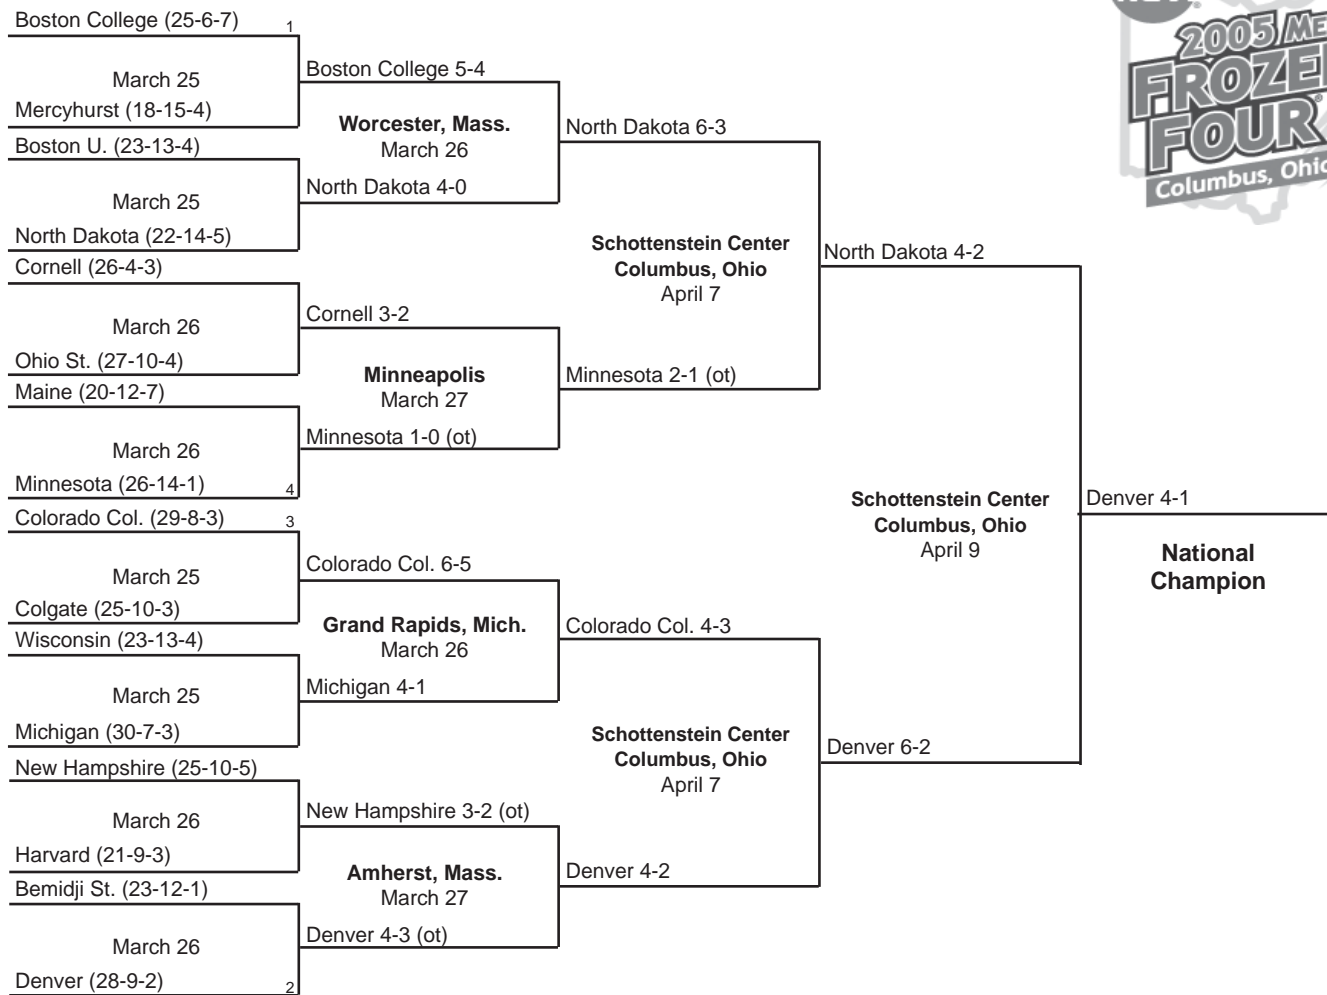 Boston College (25-6-7) 1
March 25
Mercyhurst (18-15-4)
Boston U. (23-13-4)
March 25
North Dakota (22-14-5)
Cornell (26-4-3)
March 26
Ohio St. (27-10-4)
Maine (20-12-7)
March 26
Minnesota (26-14-1) 4
Colorado Col. (29-8-3) 3
March 25
Colgate (25-10-3)
Wisconsin (23-13-4)
March 25
Michigan (30-7-3)
New Hampshire (25-10-5)
March 26
Harvard (21-9-3)
Bemidji St. (23-12-1)
March 26
Denver (28-9-2) 2
Boston College 5-4
Worcester, Mass.
March 26
North Dakota 4-0
Cornell 3-2
Minneapolis
March 27
Minnesota 1-0 (ot)
Colorado Col. 6-5
Grand Rapids, Mich.
March 26
Michigan 4-1
New Hampshire 3-2 (ot)
Amherst, Mass.
March 27
Denver 4-3 (ot)
North Dakota 6-3
Schottenstein Center
Columbus, Ohio
April 7
Minnesota 2-1 (ot)
Colorado Col. 4-3
Schottenstein Center
Columbus, Ohio
April 7
Denver 4-2
North Dakota 4-2
Schottenstein Center
Columbus, Ohio
April 9
Denver 6-2
Denver 4-1
National
Champion
2005
FOUR
Columbus, Ohio